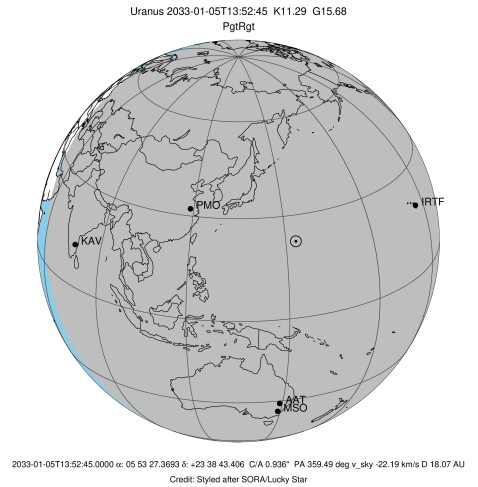 Uranus 2033-01-05T13:52:45 K11.29 G15.68
PgtRgt
PMO
IRTF
KAV
AAT
MSO
2033-01-05T13:52:45.0000 α: 05 53 27.3693 δ: +23 38 43.406 C/A 0.936" PA 359.49 deg v_sky -22.19 km/s D 18.07 AU
Credit: Styled after SORA/Lucky Star